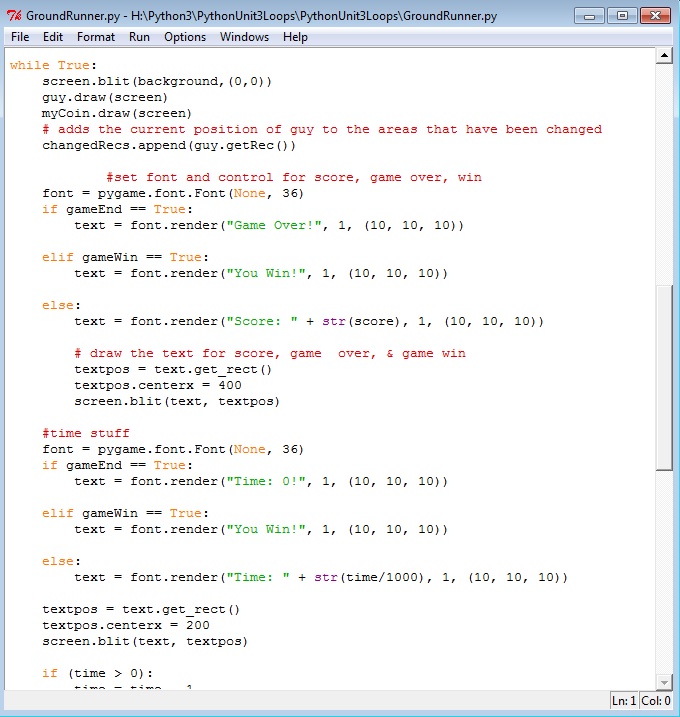 GroundRunner.py - H:\Python3\PythonUnit3Loops\PythonUnit3Loops\GroundRunner.py
File Edit Format Run Options Windows Help
while True:
    screen.blit(background,(0,0))
    guy.draw(screen)
    myCoin.draw(screen)
    # adds the current position of guy to the areas that have been changed
    changedRecs.append(guy.getRec())
            #set font and control for score, game over, win
    font = pygame.font.Font(None, 36)
    if gameEnd == True:
        text = font.render("Game Over!", 1, (10, 10, 10))
    elif gameWin == True:
        text = font.render("You Win!", 1, (10, 10, 10))
    else:
        text = font.render("Score: " + str(score), 1, (10, 10, 10))
        # draw the text for score, game  over, & game win
        textpos = text.get_rect()
        textpos.centerx = 400
        screen.blit(text, textpos)
    #time stuff
    font = pygame.font.Font(None, 36)
    if gameEnd == True:
        text = font.render("Time: 0!", 1, (10, 10, 10))
    elif gameWin == True:
        text = font.render("You Win!", 1, (10, 10, 10))
    else:
        text = font.render("Time: " + str(time/1000), 1, (10, 10, 10))
    textpos = text.get_rect()
    textpos.centerx = 200
    screen.blit(text, textpos)
    if (time > 0):
        time = time - 1
Ln: 1 Col: 0